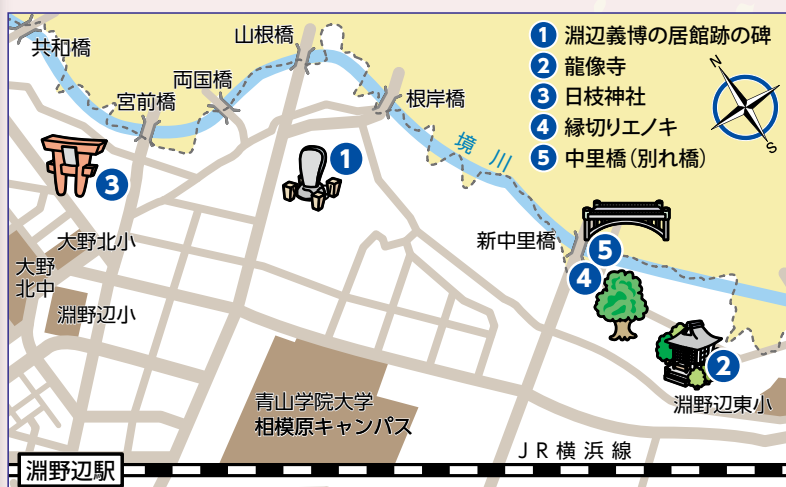 共和橋
山根橋
両国橋
宮前橋
根岸橋
1 淵辺義博の居館跡の碑
2 龍像寺
3 日枝神社
4 縁切りエノキ
5 中里橋(別れ橋)
N
S
境川
1
3
新中里橋
5
4
大野北小
大野
北中
淵野辺小
2
淵野辺東小
青山学院大学
相模原キャンパス
JR横浜線
淵野辺駅